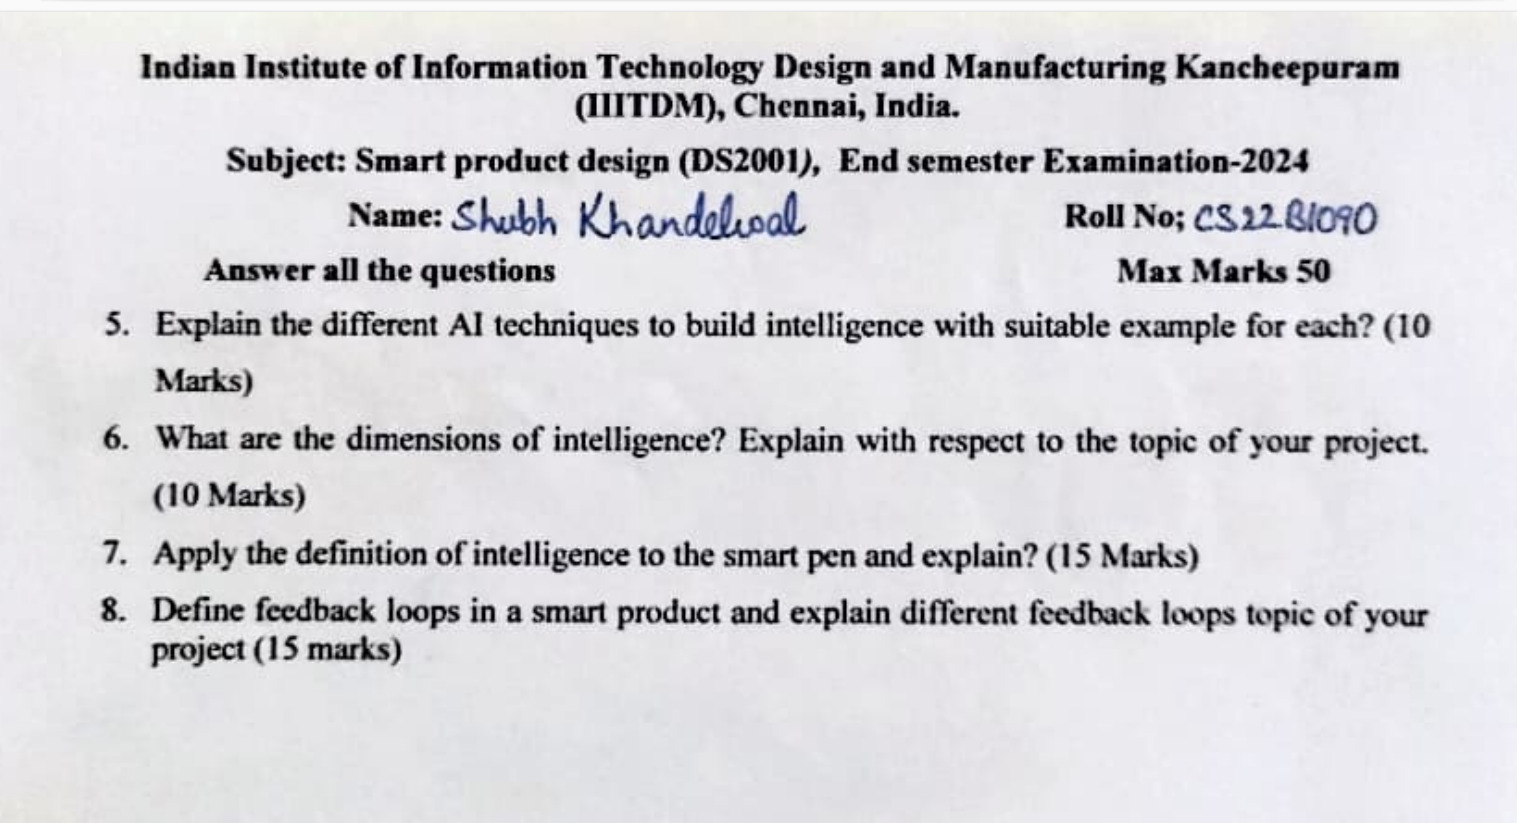 Indian Institute of Information Technology Design and Manufacturing Kancheepuram
(IIITDM), Chennai, India.
Subject: Smart product design (DS2001), End semester Examination-2024
Name: Shubh Khandelwal Roll No; CS22B1090
Answer all the questions Max Marks 50
5. Explain the different AI techniques to build intelligence with suitable example for each? (10
Marks)
6. What are the dimensions of intelligence? Explain with respect to the topic of your project.
(10 Marks)
7. Apply the definition of intelligence to the smart pen and explain? (15 Marks)
8. Define feedback loops in a smart product and explain different feedback loops topic of your
project (15 marks)